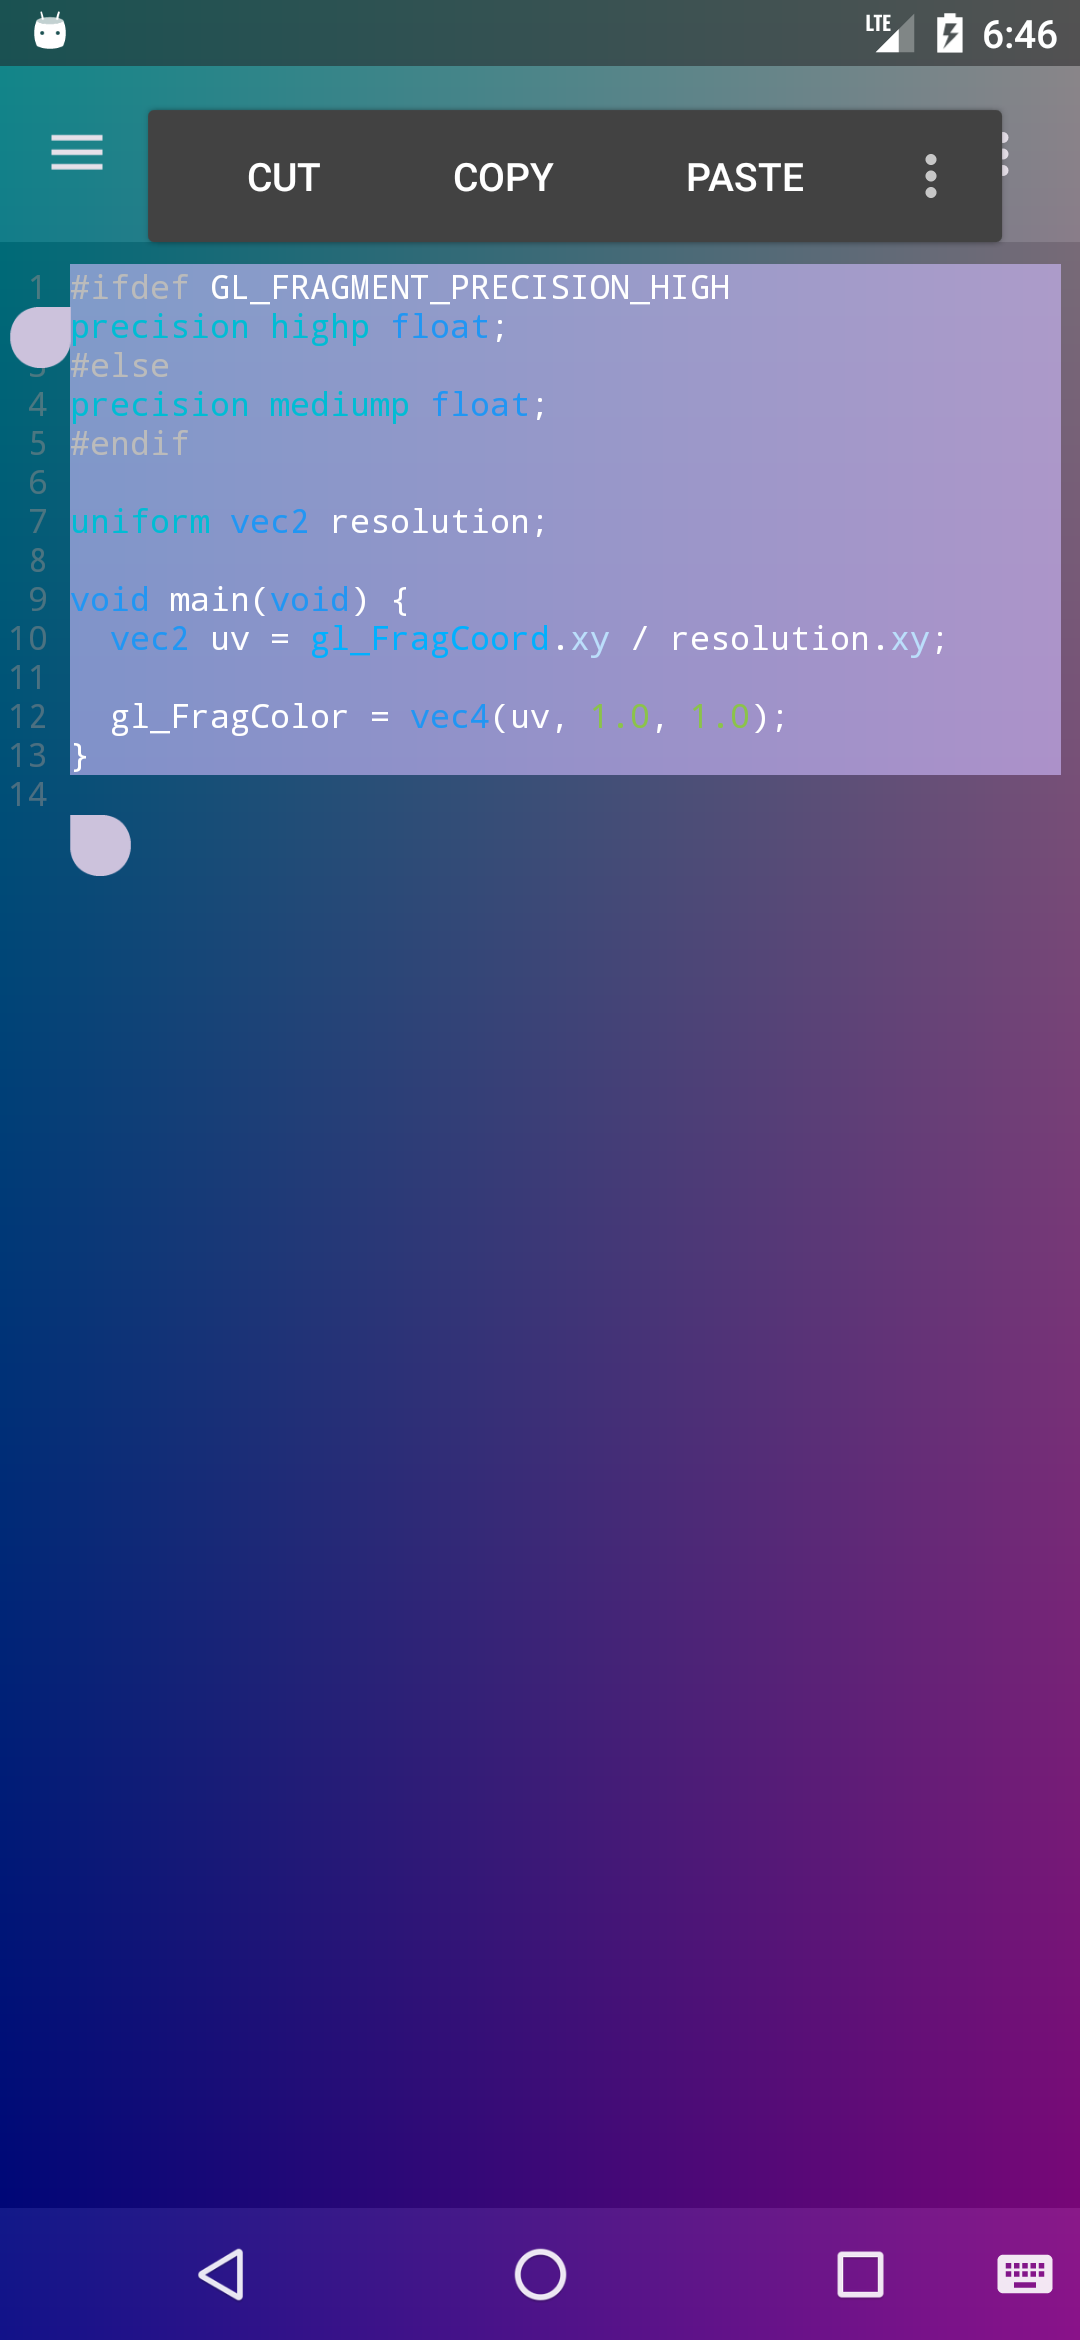 LTE 6:46
CUT COPY PASTE
1 #ifdef GL_FRAGMENT_PRECISION_HIGH
precision highp float;
3 #else
4 precision mediump float;
5 #endif
6
7 uniform vec2 resolution;
8
9 void main(void) {
10   vec2 uv = gl_FragCoord.xy / resolution.xy;
11
12   gl_FragColor = vec4(uv, 1.0, 1.0);
13 }
14